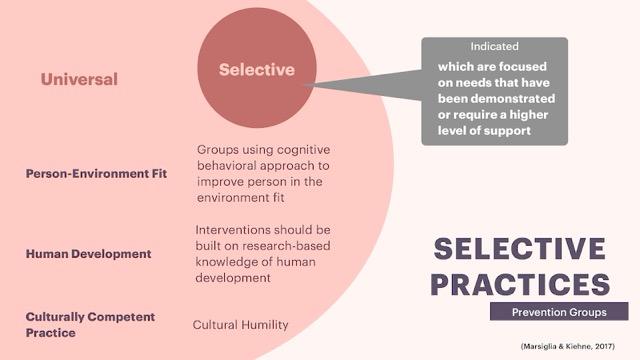 Universal
Selective
Indicated
which are focused
on needs that have
been demonstrated
or require a higher
level of support
Person-Environment Fit
Groups using cognitive
behavioral approach to
improve person in the
environment fit
Human Development
Interventions should be
built on research-based
knowledge of human
development
Culturally Competent
Practice
Cultural Humility
SELECTIVE
PRACTICES
Prevention Groups
(Marsiglia & Kiehne, 2017)